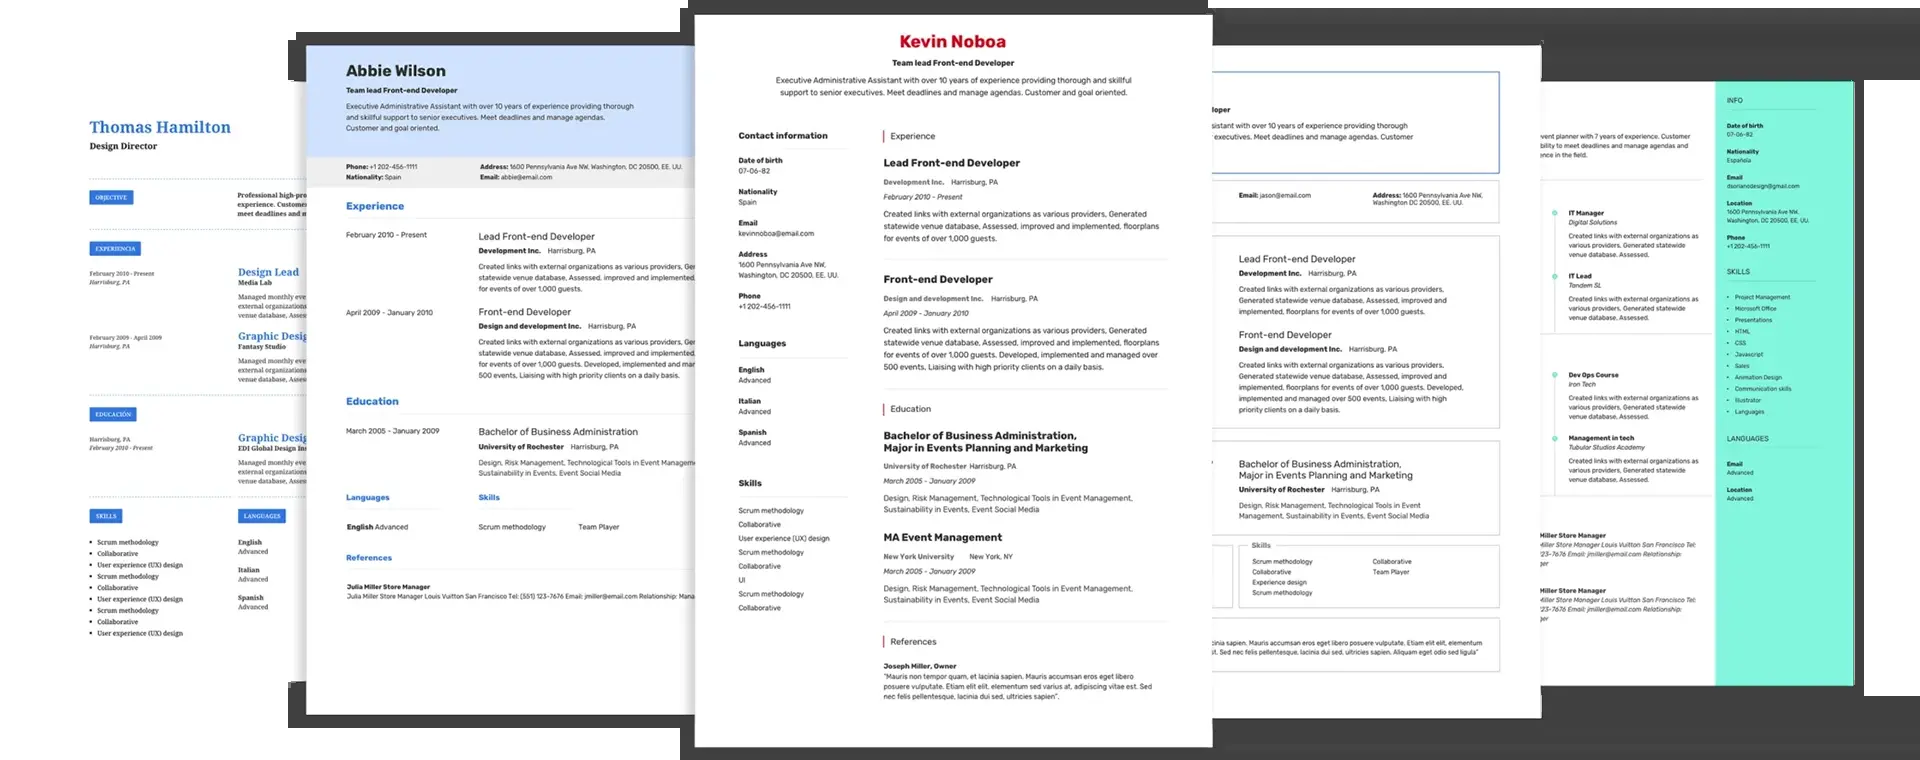 Thomas Hamilton
Design Director
OBJECTIVE
Professional high-pro
experience. Custome
meet deadlines and m
EXPERIENCIA
February 2010 - Present
Harrisburg, PA
Design Lead
Media Lab
Managed monthly eve
external organizations
venue database, Asses
February 2009 - April 2009
Harrisburg, PA
Graphic Desig
Fantasy Studio
Managed monthly eve
external organizations
venue database, Asses
EDUCACIÓN
Harrisburg, PA
February 2010 - Present
Graphic Desig
EDI Global Design Ins
Managed monthly eve
external organizations
venue database, Asses
SKILLS
Scrum methodology
Collaborative
User experience (UX) design
Scrum methodology
Collaborative
User experience (UX) design
Scrum methodology
Collaborative
User experience (UX) design
LANGUAGES
English
Advanced
Italian
Advanced
Spanish
Advanced
Abbie Wilson
Team lead Front-end Developer
Executive Administrative Assistant with over 10 years of experience providing thorough
and skillful support to senior executives. Meet deadlines and manage agendas.
Customer and goal oriented.
Phone: +1 202-456-1111
Nationality: Spain
Address: 1600 Pennsylvania Ave NW, Washington, DC 20500, EE. UU.
Email: abbie@email.com
Experience
February 2010 - Present
Lead Front-end Developer
Development Inc. Harrisburg, PA
Created links with external organizations as various providers, Ger
statewide venue database, Assessed, improved and implemented,
for events of over 1,000 guests.
April 2009 - January 2010
Front-end Developer
Design and development Inc. Harrisburg, PA
Created links with external organizations as various providers, Ger
statewide venue database, Assessed, improved and implemented,
for events of over 1,000 guests. Developed, implemented and mar
500 events, Liaising with high priority clients on a daily basis.
Education
March 2005 - January 2009
Bachelor of Business Administration
University of Rochester Harrisburg, PA
Design, Risk Management, Technological Tools in Event Manageme
Sustainability in Events, Event Social Media
Languages
English Advanced
Skills
Scrum methodology
Team Player
References
Julia Miller Store Manager
Julia Miller Store Manager Louis Vuitton San Francisco Tel: (551) 123-7676 Email: jmiller@email.com Relationship: Mana
Kevin Noboa
Team lead Front-end Developer
Executive Administrative Assistant with over 10 years of experience providing thorough and skillful
support to senior executives. Meet deadlines and manage agendas. Customer and goal oriented.
Contact information
Date of birth
07-06-82
Nationality
Spain
Email
kevinnoboa@email.com
Address
1600 Pennsylvania Ave NW,
Washington, DC 20500, EE. UU.
Phone
+1 202-456-1111
Languages
English
Advanced
Italian
Advanced
Spanish
Advanced
Skills
Scrum methodology
Collaborative
User experience (UX) design
Scrum methodology
Collaborative
UI
Scrum methodology
Collaborative
Experience
Lead Front-end Developer
Development Inc. Harrisburg, PA
February 2010 - Present
Created links with external organizations as various providers, Generated
statewide venue database, Assessed, improved and implemented, floorplans
for events of over 1,000 guests.
Front-end Developer
Design and development Inc. Harrisburg, PA
April 2009 - January 2010
Created links with external organizations as various providers, Generated
statewide venue database, Assessed, improved and implemented, floorplans
for events of over 1,000 guests. Developed, implemented and managed over
500 events, Liaising with high priority clients on a daily basis.
Education
Bachelor of Business Administration,
Major in Events Planning and Marketing
University of Rochester Harrisburg, PA
March 2005 - January 2009
Design, Risk Management, Technological Tools in Event Management,
Sustainability in Events, Event Social Media
MA Event Management
New York University New York, NY
March 2005 - January 2009
Design, Risk Management, Technological Tools in Event Management,
Sustainability in Events, Event Social Media
References
Joseph Miller, Owner
"Mauris non tempor quam, et lacinia sapien. Mauris accumsan eros eget libero
posuere vulputate. Etiam elit elit, elementum sed varius at, adipiscing vitae est. Sed
nec felis pellentesque, lacinia dui sed, ultricies sapien".
loper
sistant with over 10 years of experience providing thorough
executives. Meet deadlines and manage agendas. Customer
Email: jason@email.com
Address: 1600 Pennsylvania Ave NW,
Washington DC 20500, EE. UU.
Lead Front-end Developer
Development Inc. Harrisburg, PA
Created links with external organizations as various providers,
Generated statewide venue database, Assessed, improved and
implemented, floorplans for events of over 1,000 guests.
Front-end Developer
Design and development Inc. Harrisburg, PA
Created links with external organizations as various providers,
Generated statewide venue database, Assessed, improved and
implemented, floorplans for events of over 1,000 guests. Developed,
implemented and managed over 500 events, Liaising with high
priority clients on a daily basis.
Bachelor of Business Administration,
Major in Events Planning and Marketing
University of Rochester Harrisburg, PA
Design, Risk Management, Technological Tools in Event
Management, Sustainability in Events, Event Social Media
Skills
Scrum methodology
Collaborative
Experience design
Scrum methodology
Collaborative
Team Player
cinia sapien. Mauris accumsan eros eget libero posuere vulputate. Etiam elit elit, elementum
st. Sed nec felis pellentesque, lacinia dui sed, ultricies sapien. Aliquam eget odio sed ligula"
vent planner with 7 years of experience. Customer
bility to meet deadlines and manage agendas and
ence in the field.
IT Manager
Digital Solutions
Created links with external organizations as
various providers, Generated statewide
venue database, Assessed.
IT Lead
Tandem SL
Created links with external organizations as
various providers, Generated statewide
venue database, Assessed.
Dev Ops Course
Iron Tech
Created links with external organizations as
various providers, Generated statewide
venue database, Assessed.
Management in tech
Tubular Studios Academy
Created links with external organizations as
various providers, Generated statewide
venue database, Assessed.
Miller Store Manager
Miller Store Manager Louis Vuitton San Francisco Tel:
123-7676 Email: jmiller@email.com Relationship:
ger
Miller Store Manager
Miller Store Manager Louis Vuitton San Francisco Tel:
123-7676 Email: jmiller@email.com Relationship:
ger
INFO
Date of birth
07-06-82
Nationality
Española
Email
dsorianodesign@gmail.com
Location
1600 Pennsylvania Ave NW,
Washington, DC 20500, EE. UU.
Phone
+1 202-456-1111
SKILLS
Project Management
Microsoft Office
Presentations
HTML
CSS
Javascript
Sales
Animation Design
Communication skills
Illustrator
Languages
LANGUAGES
Email
Advanced
Location
Advanced